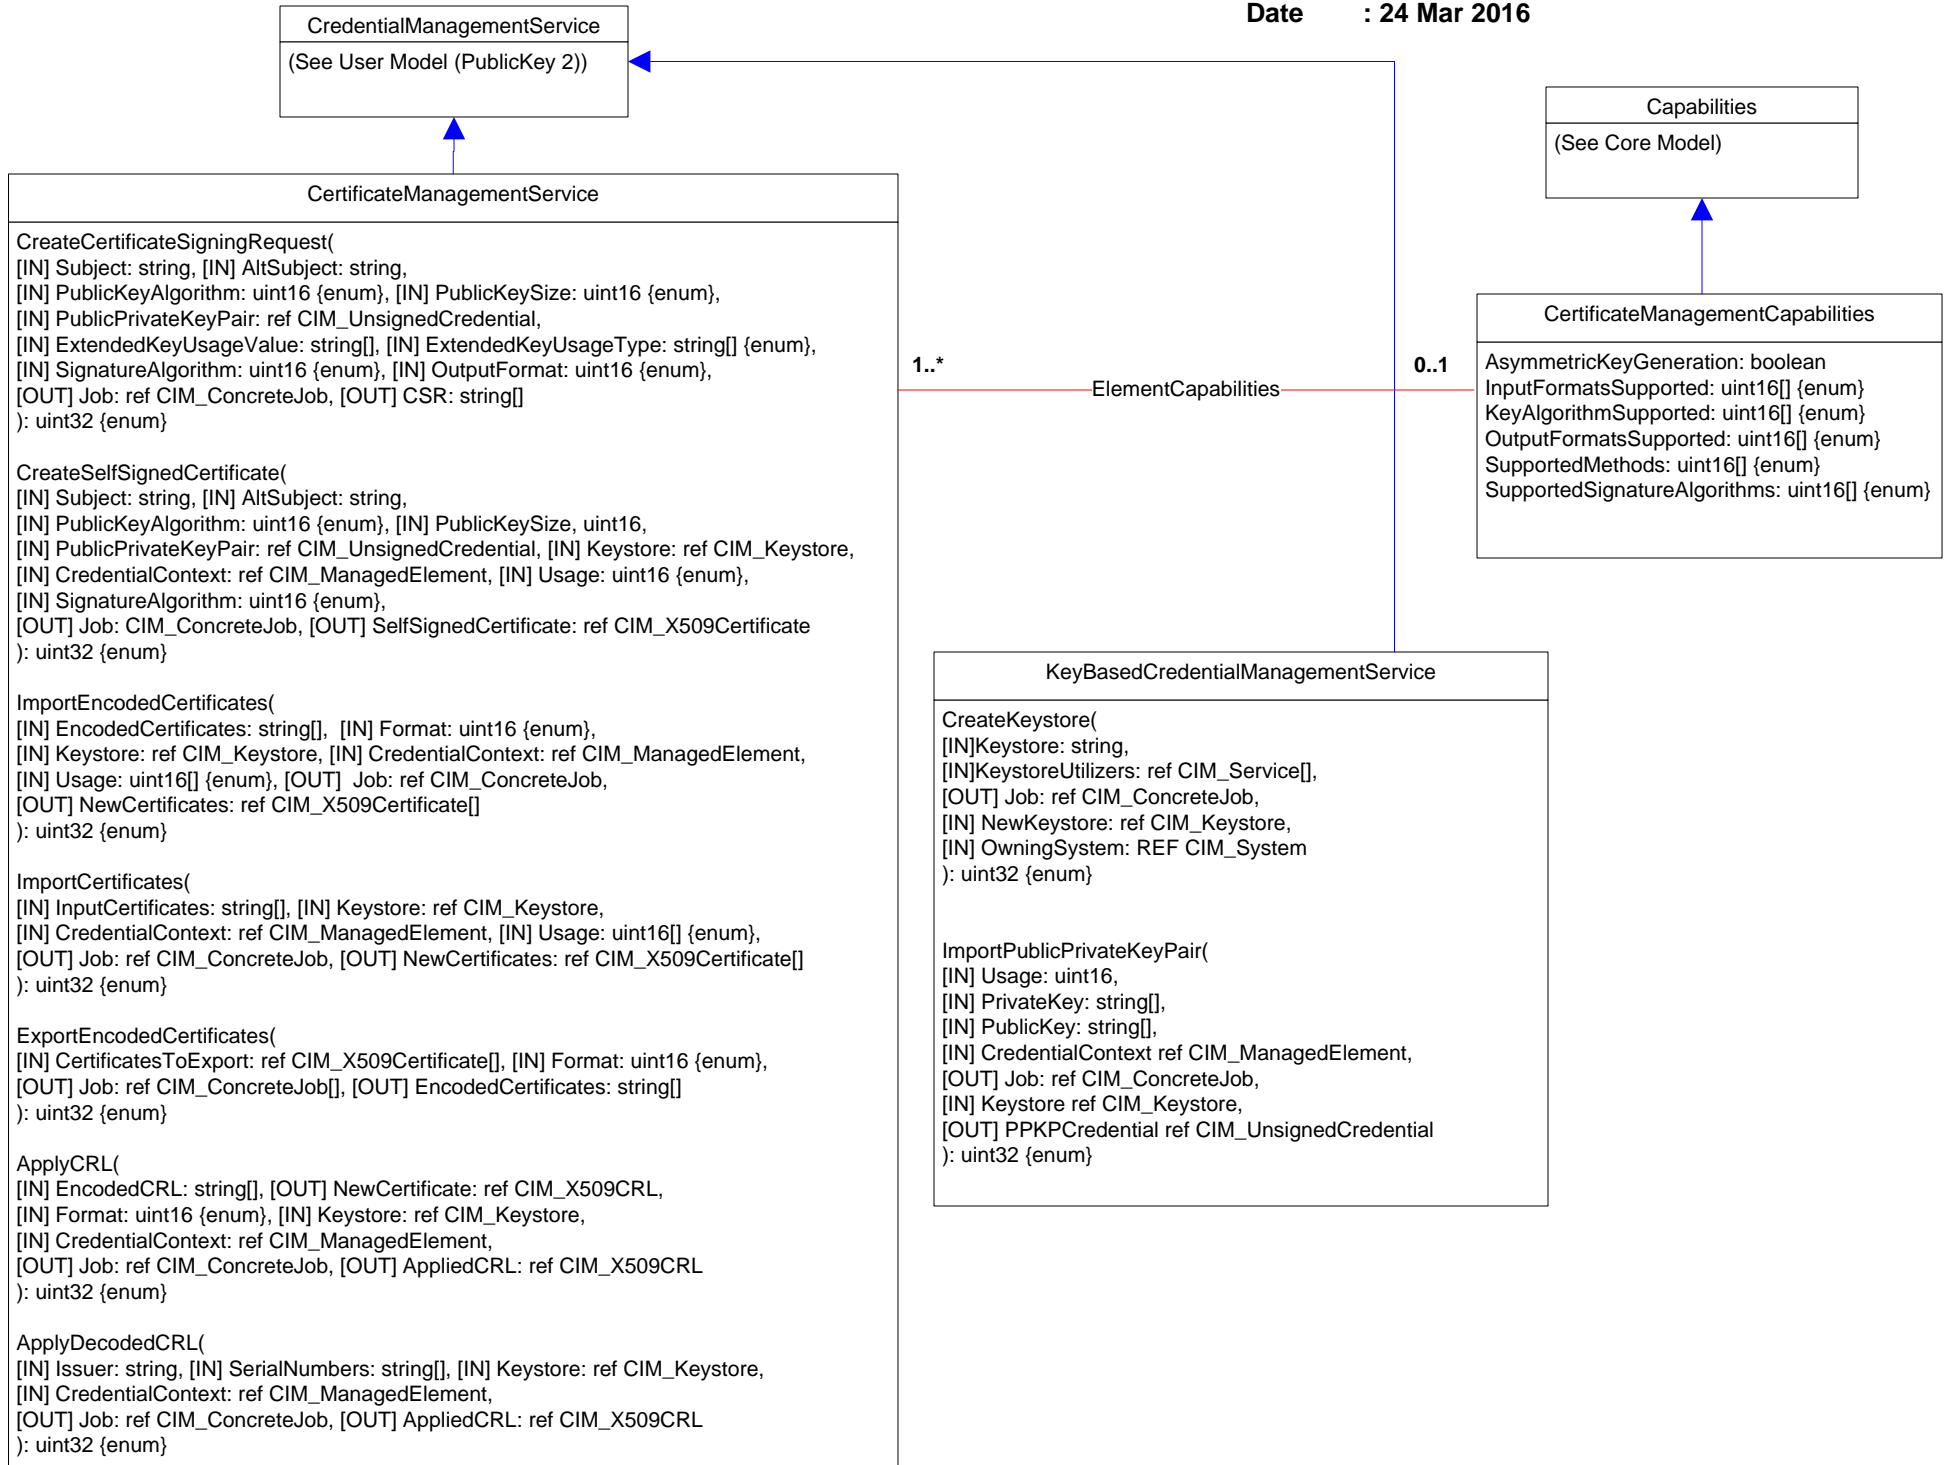 Date : 24 Mar 2016
CredentialManagementService
(See User Model (PublicKey 2))
Capabilities
(See Core Model)
CertificateManagementService
CreateCertificateSigningRequest(
[IN] Subject: string, [IN] AltSubject: string,
[IN] PublicKeyAlgorithm: uint16 {enum}, [IN] PublicKeySize: uint16 {enum},
[IN] PublicPrivateKeyPair: ref CIM_UnsignedCredential,
[IN] ExtendedKeyUsageValue: string[], [IN] ExtendedKeyUsageType: string[] {enum},
[IN] SignatureAlgorithm: uint16 {enum}, [IN] OutputFormat: uint16 {enum},
[OUT] Job: ref CIM_ConcreteJob, [OUT] CSR: string[]
): uint32 {enum}
CreateSelfSignedCertificate(
[IN] Subject: string, [IN] AltSubject: string,
[IN] PublicKeyAlgorithm: uint16 {enum}, [IN] PublicKeySize, uint16,
[IN] PublicPrivateKeyPair: ref CIM_UnsignedCredential, [IN] Keystore: ref CIM_Keystore,
[IN] CredentialContext: ref CIM_ManagedElement, [IN] Usage: uint16 {enum},
[IN] SignatureAlgorithm: uint16 {enum},
[OUT] Job: CIM_ConcreteJob, [OUT] SelfSignedCertificate: ref CIM_X509Certificate
): uint32 {enum}
ImportEncodedCertificates(
[IN] EncodedCertificates: string[], [IN] Format: uint16 {enum},
[IN] Keystore: ref CIM_Keystore, [IN] CredentialContext: ref CIM_ManagedElement,
[IN] Usage: uint16[] {enum}, [OUT] Job: ref CIM_ConcreteJob,
[OUT] NewCertificates: ref CIM_X509Certificate[]
): uint32 {enum}
ImportCertificates(
[IN] InputCertificates: string[], [IN] Keystore: ref CIM_Keystore,
[IN] CredentialContext: ref CIM_ManagedElement, [IN] Usage: uint16[] {enum},
[OUT] Job: ref CIM_ConcreteJob, [OUT] NewCertificates: ref CIM_X509Certificate[]
): uint32 {enum}
ExportEncodedCertificates(
[IN] CertificatesToExport: ref CIM_X509Certificate[], [IN] Format: uint16 {enum},
[OUT] Job: ref CIM_ConcreteJob[], [OUT] EncodedCertificates: string[]
): uint32 {enum}
ApplyCRL(
[IN] EncodedCRL: string[], [OUT] NewCertificate: ref CIM_X509CRL,
[IN] Format: uint16 {enum}, [IN] Keystore: ref CIM_Keystore,
[IN] CredentialContext: ref CIM_ManagedElement,
[OUT] Job: ref CIM_ConcreteJob, [OUT] AppliedCRL: ref CIM_X509CRL
): uint32 {enum}
ApplyDecodedCRL(
[IN] Issuer: string, [IN] SerialNumbers: string[], [IN] Keystore: ref CIM_Keystore,
[IN] CredentialContext: ref CIM_ManagedElement,
[OUT] Job: ref CIM_ConcreteJob, [OUT] AppliedCRL: ref CIM_X509CRL
): uint32 {enum}
1..*
ElementCapabilities
0..1
CertificateManagementCapabilities
AsymmetricKeyGeneration: boolean
InputFormatsSupported: uint16[] {enum}
KeyAlgorithmSupported: uint16[] {enum}
OutputFormatsSupported: uint16[] {enum}
SupportedMethods: uint16[] {enum}
SupportedSignatureAlgorithms: uint16[] {enum}
KeyBasedCredentialManagementService
CreateKeystore(
[IN]Keystore: string,
[IN]KeystoreUtilizers: ref CIM_Service[],
[OUT] Job: ref CIM_ConcreteJob,
[IN] NewKeystore: ref CIM_Keystore,
[IN] OwningSystem: REF CIM_System
): uint32 {enum}
ImportPublicPrivateKeyPair(
[IN] Usage: uint16,
[IN] PrivateKey: string[],
[IN] PublicKey: string[],
[IN] CredentialContext ref CIM_ManagedElement,
[OUT] Job: ref CIM_ConcreteJob,
[IN] Keystore ref CIM_Keystore,
[OUT] PPKPCredential ref CIM_UnsignedCredential
): uint32 {enum}